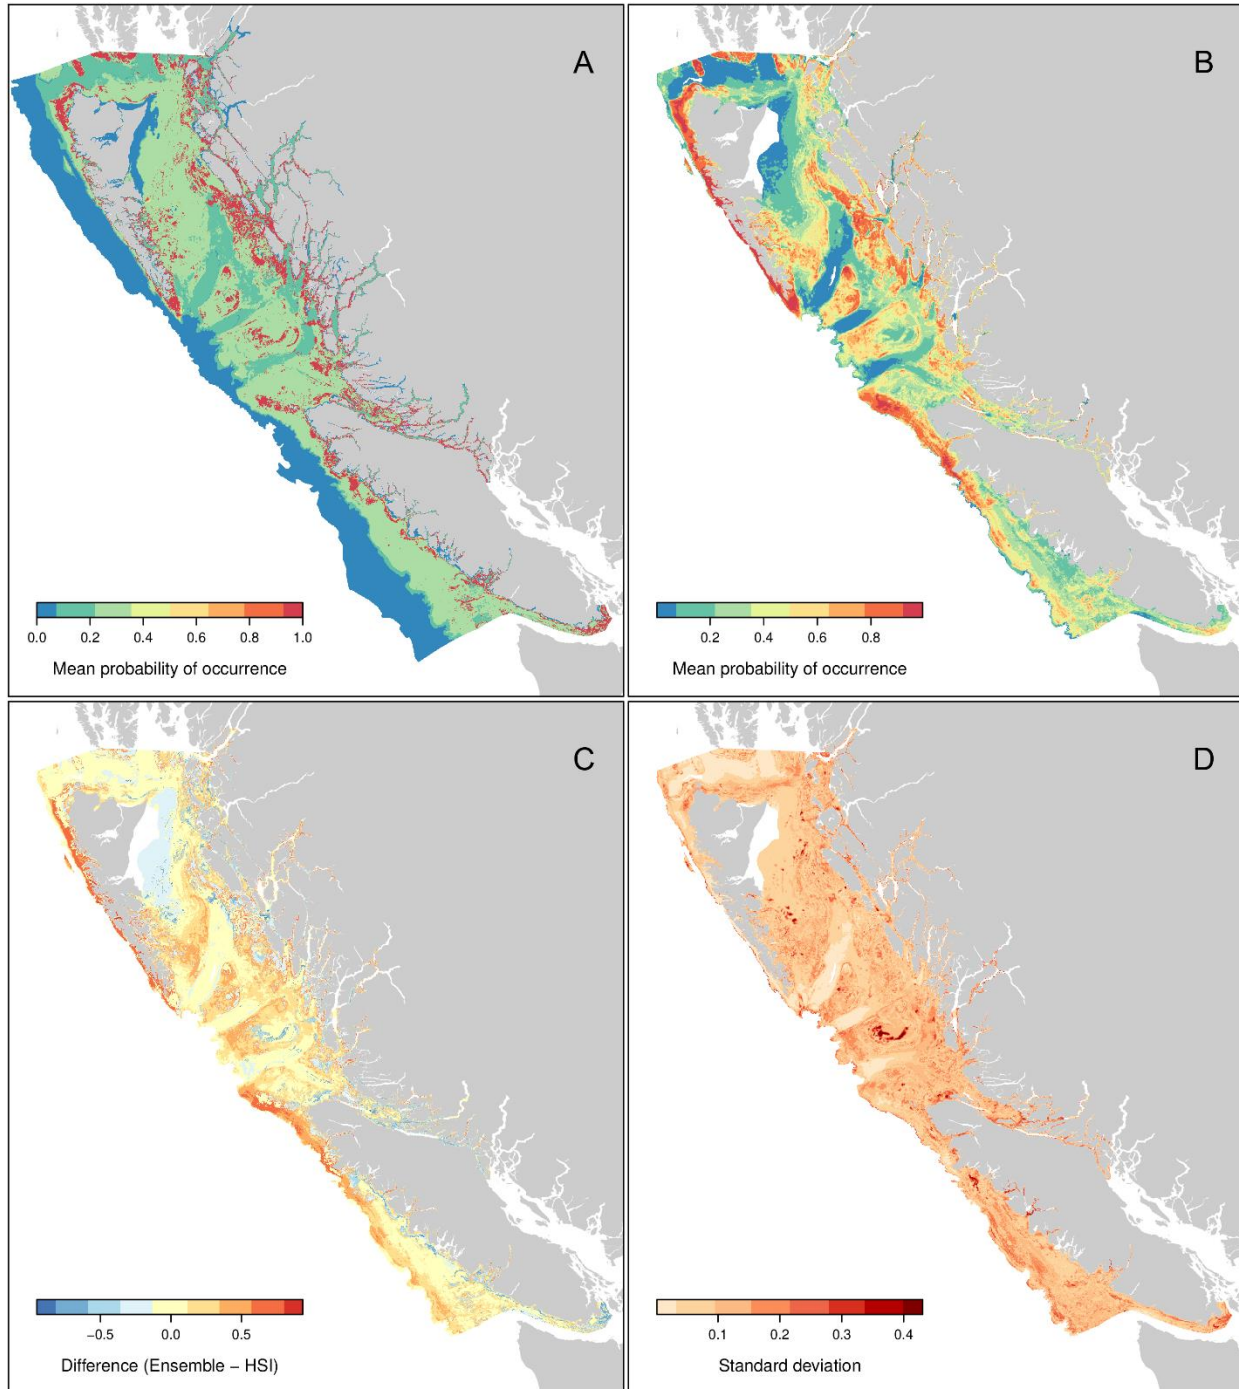 A
0.0 0.2 0.4 0.6 0.8 1.0
Mean probability of occurrence
B
0.2 0.4 0.6 0.8
Mean probability of occurrence
C
−0.5 0.0 0.5
Difference (Ensemble − HSI)
D
0.1 0.2 0.3 0.4
Standard deviation